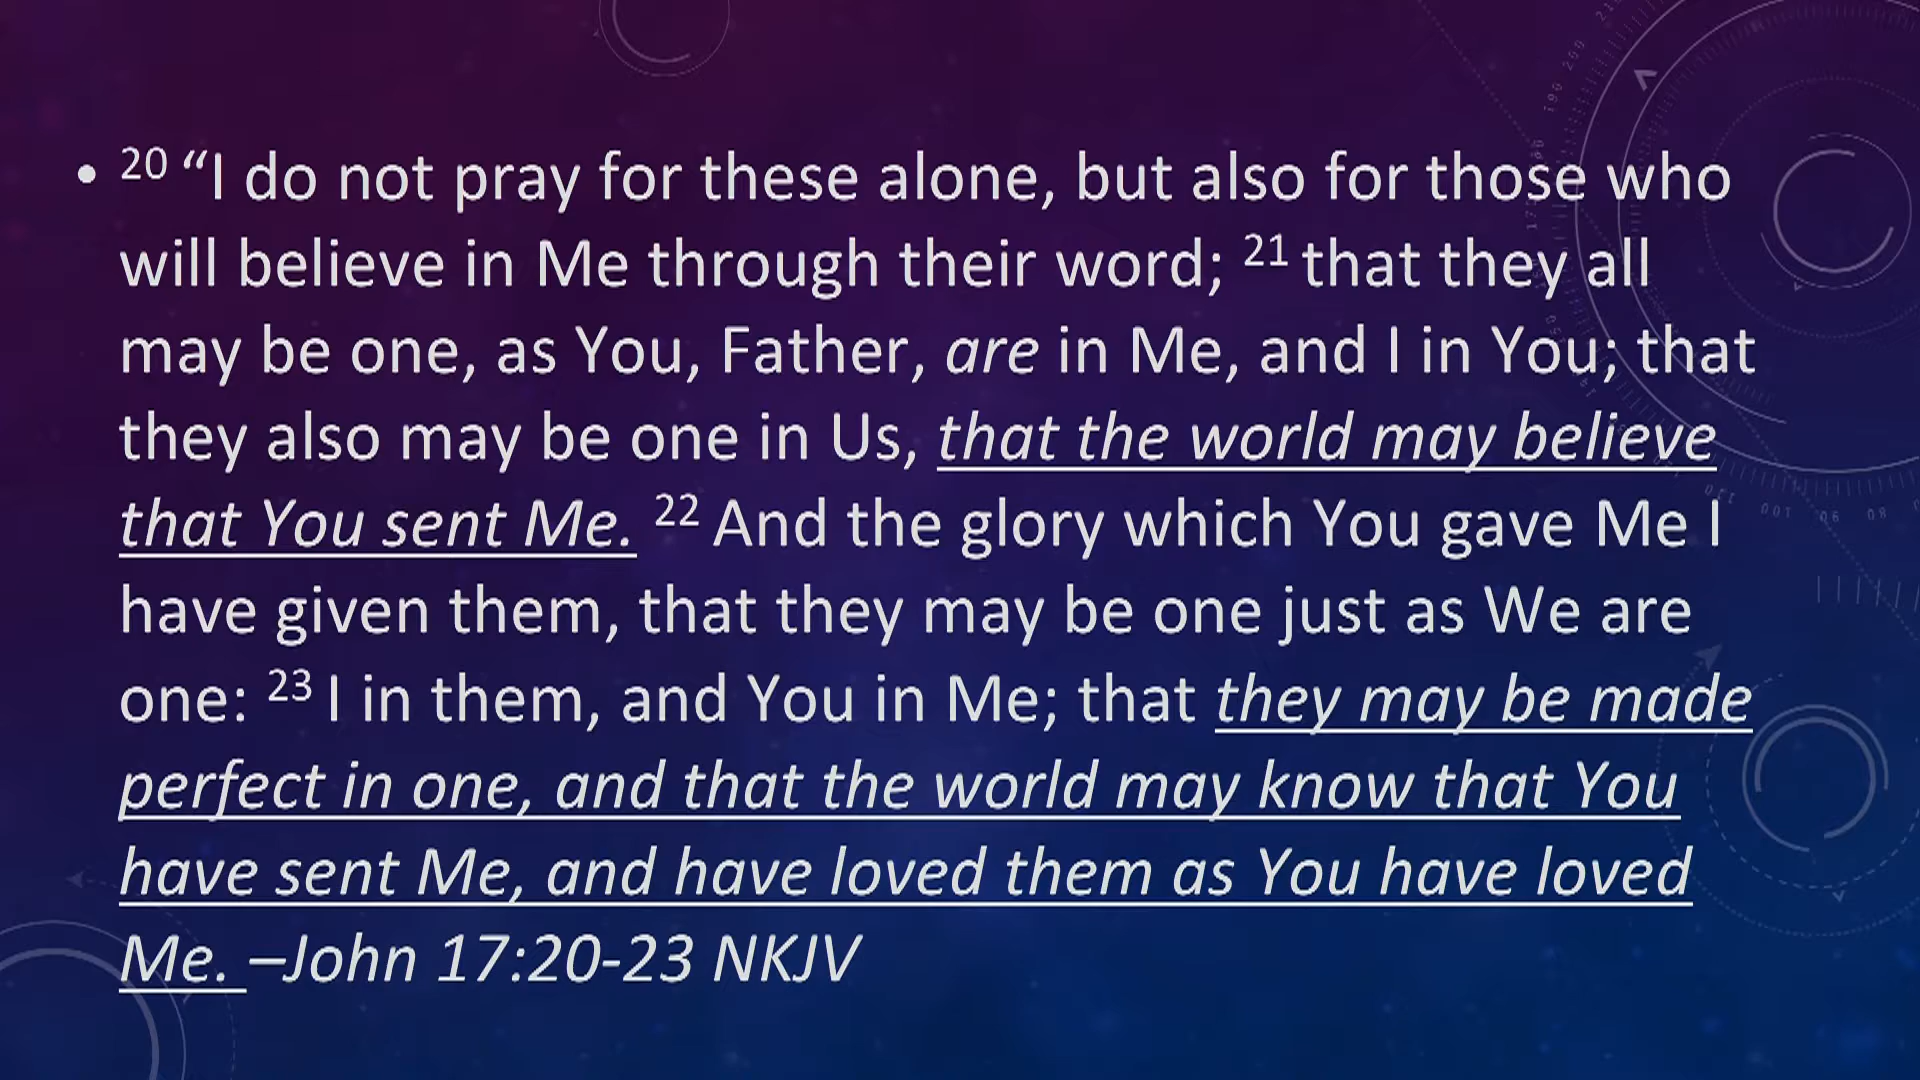 • 20 “I do not pray for these alone, but also for those who
will believe in Me through their word; 21 that they all
may be one, as You, Father, are in Me, and I in You; that
they also may be one in Us, that the world may believe
that You sent Me. 22 And the glory which You gave Me I
have given them, that they may be one just as We are
one: 23 I in them, and You in Me; that they may be made
perfect in one, and that the world may know that You
have sent Me, and have loved them as You have loved
Me. –John 17:20-23 NKJV